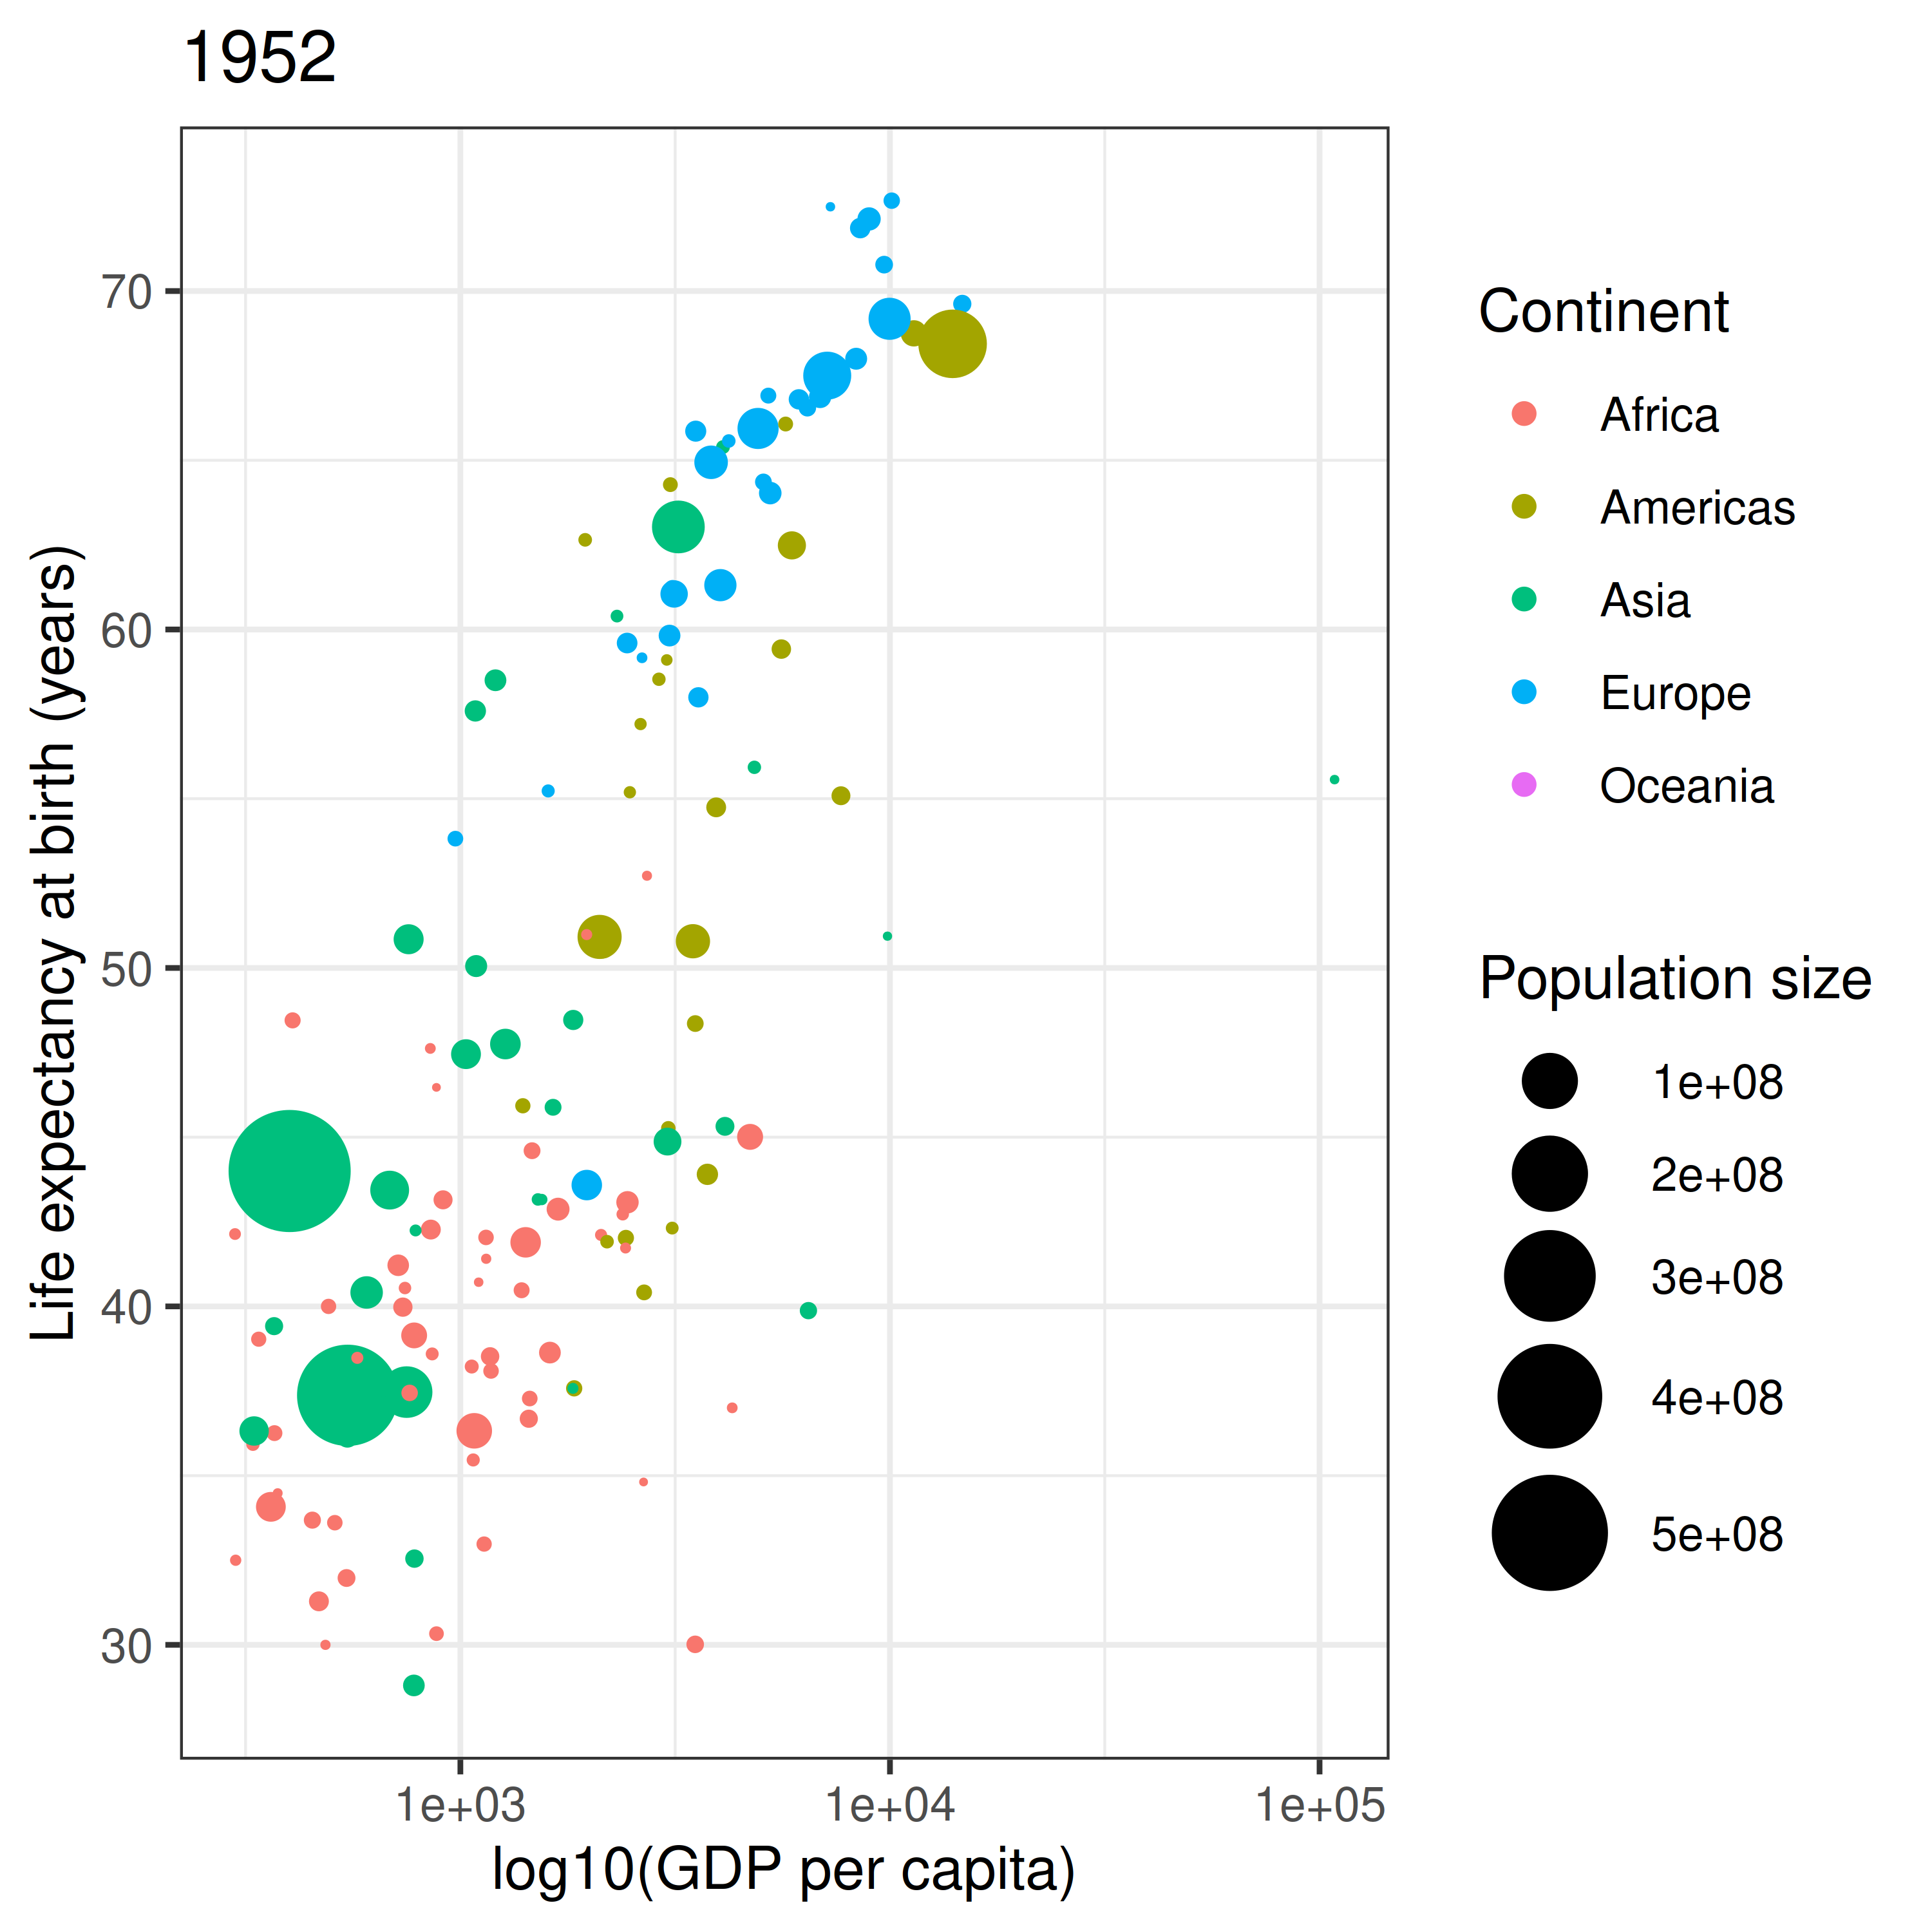 1952
Life expectancy at birth (years)
70
60
50
40
30
1e+03 1e+04 1e+05
log10(GDP per capita)
Continent
Africa
Americas
Asia
Europe
Oceania
Population size
1e+08
2e+08
3e+08
4e+08
5e+08